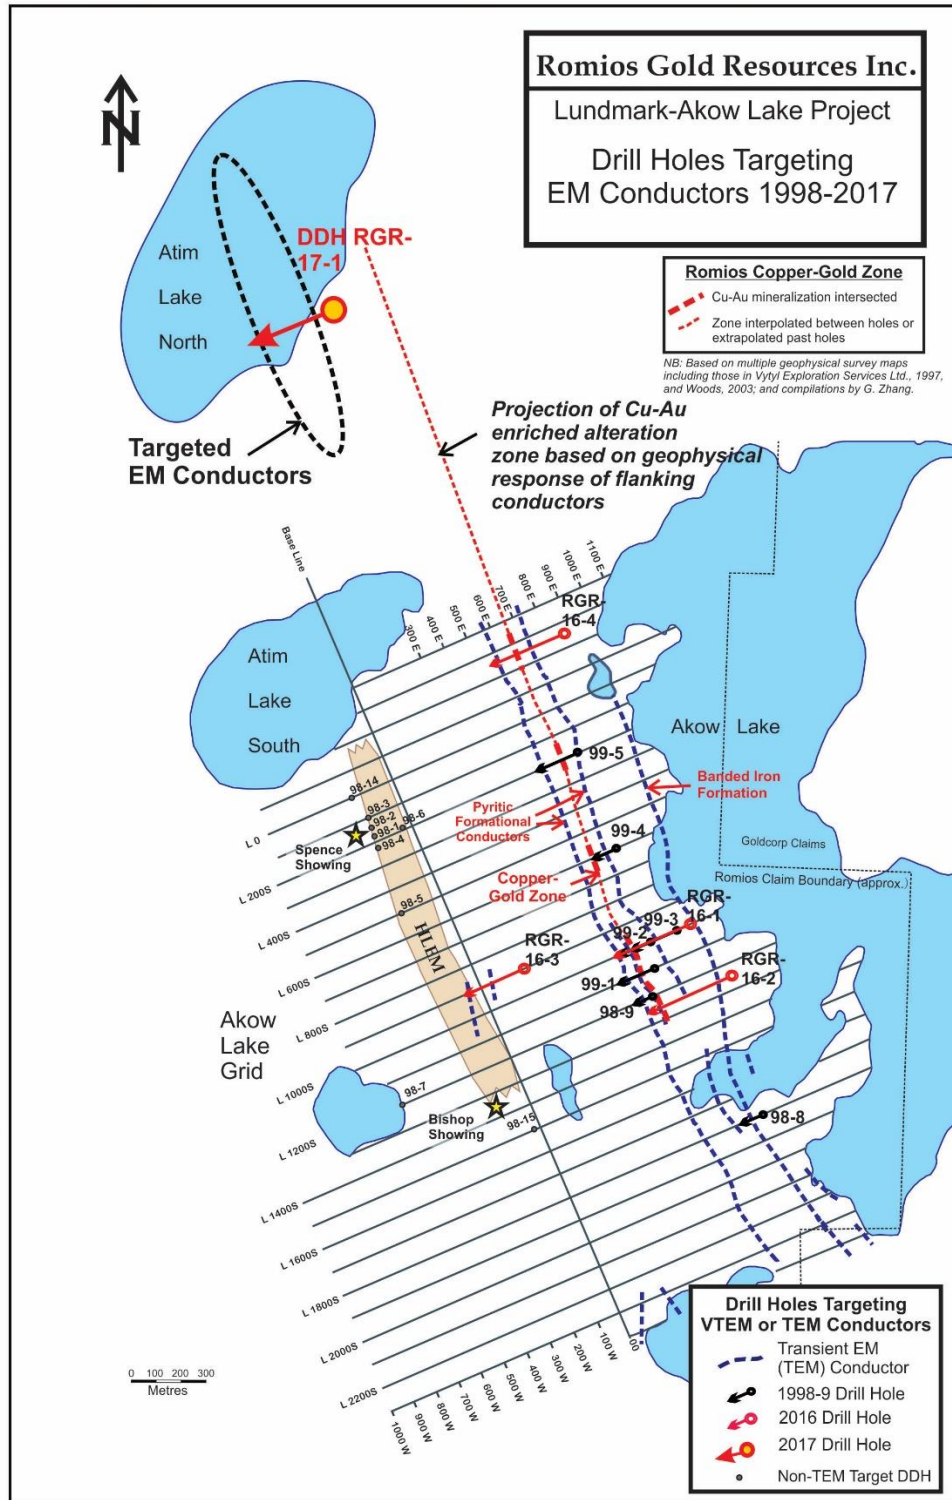 Romios Gold Resources Inc.
Lundmark-Akow Lake Project
Drill Holes Targeting
EM Conductors 1998-2017
N
Romios Copper-Gold Zone
Cu-Au mineralization intersected
Zone interpolated between holes or
extrapolated past holes
NB: Based on multiple geophysical survey maps
including those in Vytyl Exploration Services Ltd., 1997,
and Woods, 2003; and compilations by G. Zhang.
Atim
Lake
North
DDH RGR-
17-1
Targeted
EM Conductors
Projection of Cu-Au
enriched alteration
zone based on geophysical
response of flanking
conductors
Base Line
300 E
400 E
500 E
600 E
700 E
800 E
900 E
1000 E
1100 E
RGR-
16-4
Atim
Lake
South
Akow Lake
99-5
Banded Iron
Formation
Pyritic
Formational
Conductors
98-14
98-3
98-2
98-6
98-1
98-4
Spence
Showing
99-4
Goldcorp Claims
Copper-
Gold Zone
Romios Claim Boundary (approx.)
98-5
HLEM
RGR-
16-1
99-3
99-2
RGR-
16-3
RGR-
16-2
99-1
98-9
Akow
Lake
Grid
98-7
Bishop
Showing
98-15
98-8
L 0
L 200S
L 400S
L 600S
L 800S
L 1000S
L 1200S
L 1400S
L 1600S
L 1800S
L 2000S
L 2200S
00
100 W
200 W
300 W
400 W
500 W
600 W
700 W
800 W
900 W
1000 W
0 100 200 300
Metres
Drill Holes Targeting
VTEM or TEM Conductors
Transient EM
(TEM) Conductor
1998-9 Drill Hole
2016 Drill Hole
2017 Drill Hole
Non-TEM Target DDH